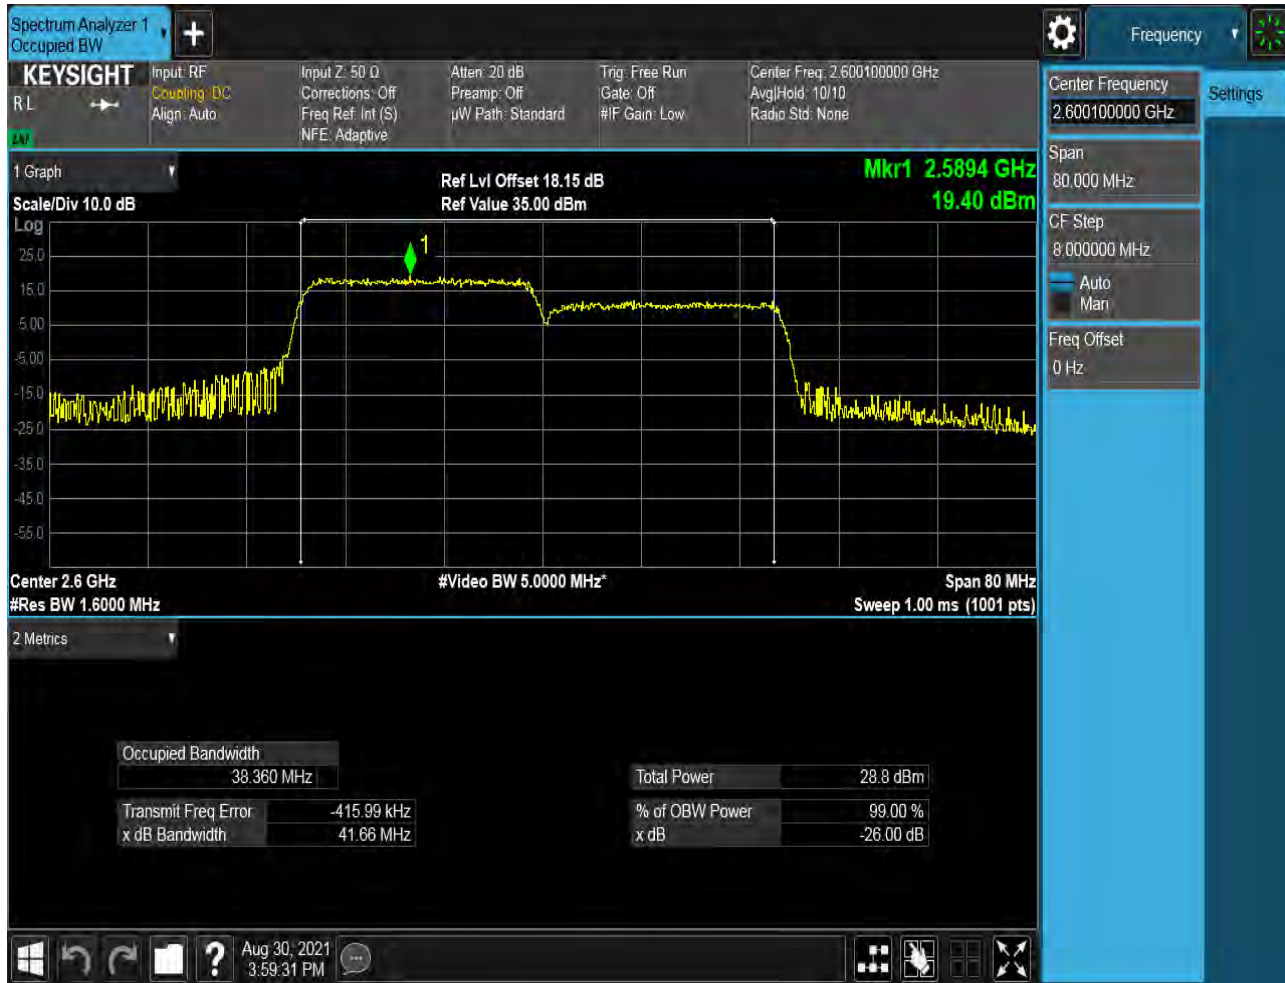 Spectrum Analyzer 1
Occupied BW
Frequency
KEYSIGHT
R L
Input: RF
Coupling: DC
Align: Auto
Input Z: 50 Ω
Corrections: Off
Freq Ref: Int (S)
NFE: Adaptive
Atten: 20 dB
Preamp: Off
µW Path: Standard
Trig: Free Run
Gate: Off
#IF Gain: Low
Center Freq: 2.600100000 GHz
Avg|Hold: 10/10
Radio Std: None
Center Frequency
2.600100000 GHz
Settings
Span
80.000 MHz
CF Step
8.000000 MHz
Auto
Man
Freq Offset
0 Hz
1 Graph
Scale/Div 10.0 dB
Ref Lvl Offset 18.15 dB
Ref Value 35.00 dBm
Mkr1 2.5894 GHz
19.40 dBm
Log
25.0
15.0
5.00
-5.00
-15.0
-25.0
-35.0
-45.0
-55.0
1
Center 2.6 GHz
#Video BW 5.0000 MHz*
Span 80 MHz
#Res BW 1.6000 MHz
Sweep 1.00 ms (1001 pts)
2 Metrics
Occupied Bandwidth
38.360 MHz
Total Power 28.8 dBm
Transmit Freq Error -415.99 kHz
% of OBW Power 99.00 %
x dB Bandwidth 41.66 MHz
x dB -26.00 dB
?
Aug 30, 2021
3:59:31 PM